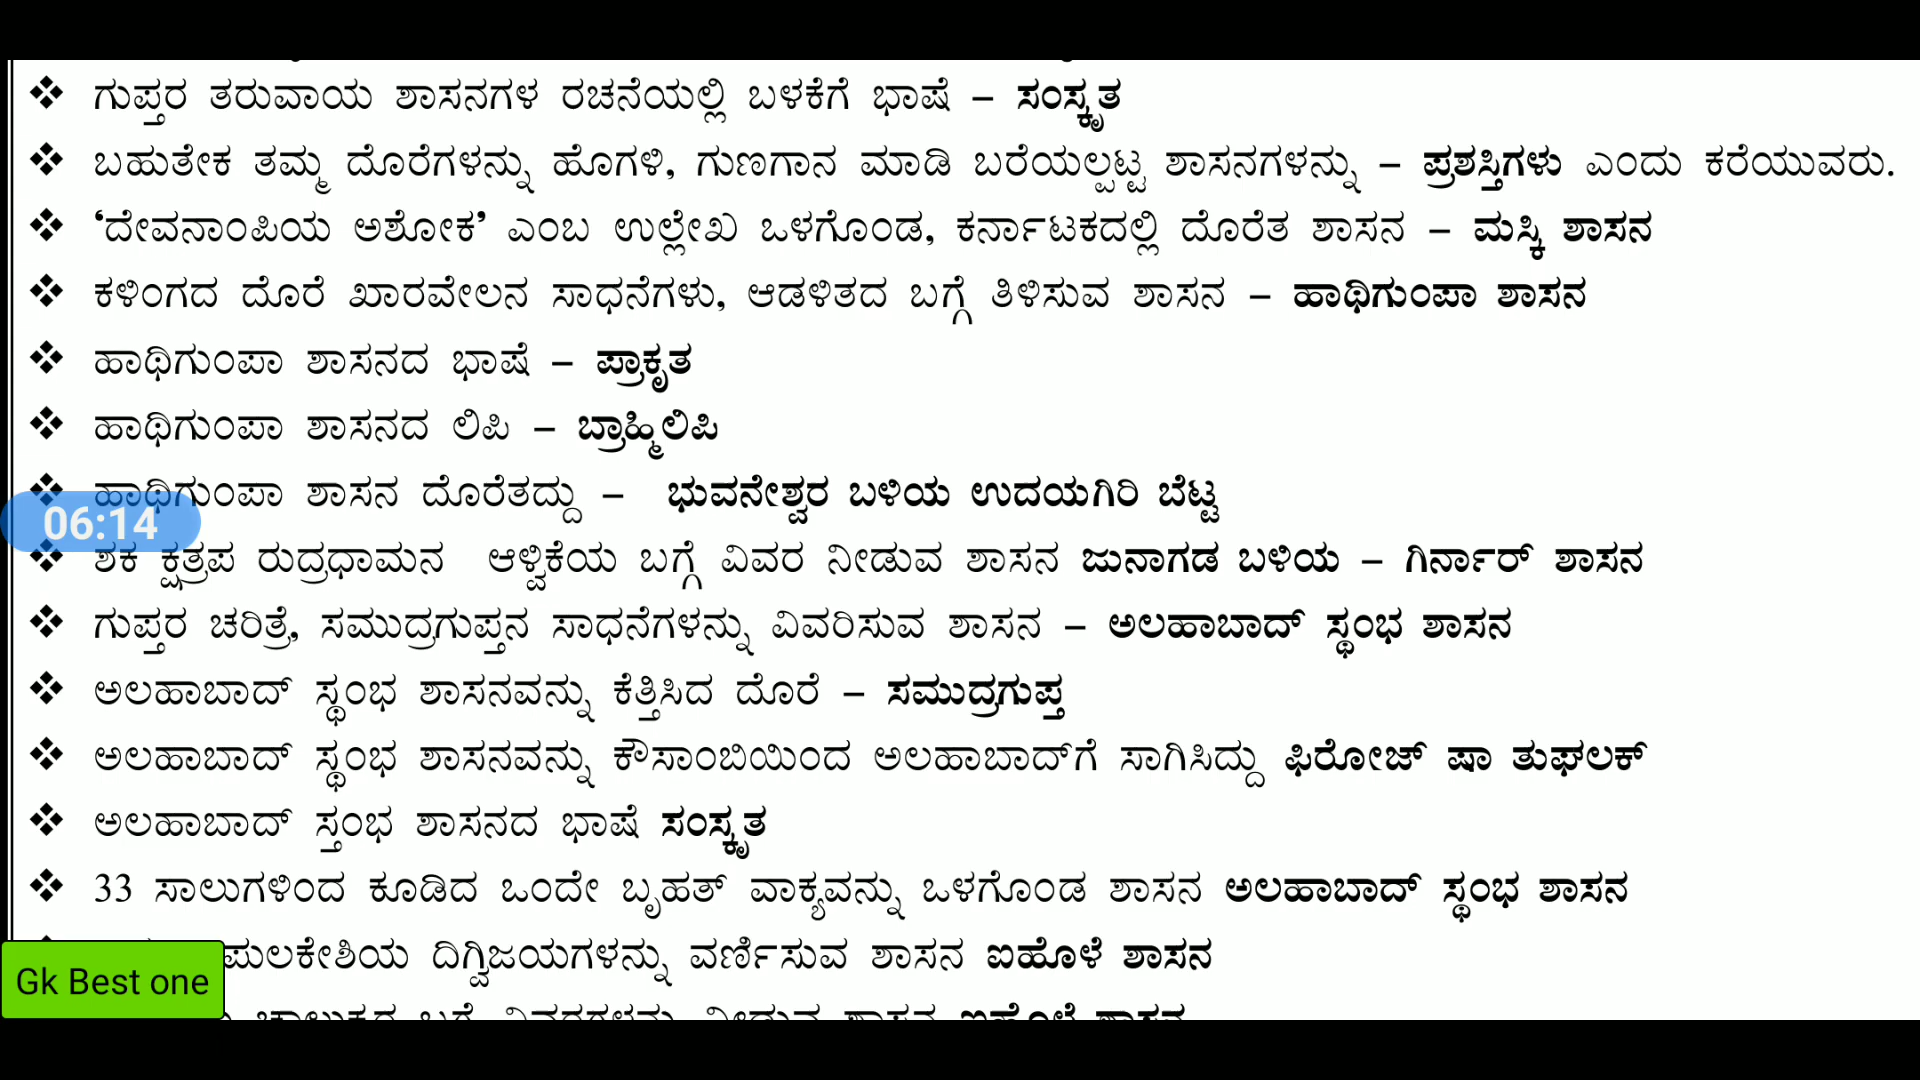 ಗುಪ್ತರ ತರುವಾಯ ಶಾಸನಗಳ ರಚನೆಯಲ್ಲಿ ಬಳಕೆಗೆ ಭಾಷೆ – ಸಂಸ್ಕೃತ
ಬಹುತೇಕ ತಮ್ಮ ದೊರೆಗಳನ್ನು ಹೊಗಳಿ, ಗುಣಗಾನ ಮಾಡಿ ಬರೆಯಲ್ಪಟ್ಟ ಶಾಸನಗಳನ್ನು – ಪ್ರಶಸ್ತಿಗಳು ಎಂದು ಕರೆಯುವರು.
‘ದೇವನಾಂಪಿಯ ಅಶೋಕ’ ಎಂಬ ಉಲ್ಲೇಖ ಒಳಗೊಂಡ, ಕರ್ನಾಟಕದಲ್ಲಿ ದೊರೆತ ಶಾಸನ – ಮಸ್ಕಿ ಶಾಸನ
ಕಳಿಂಗದ ದೊರೆ ಖಾರವೇಲನ ಸಾಧನೆಗಳು, ಆಡಳಿತದ ಬಗ್ಗೆ ತಿಳಿಸುವ ಶಾಸನ – ಹಾಥಿಗುಂಪಾ ಶಾಸನ
ಹಾಥಿಗುಂಪಾ ಶಾಸನದ ಭಾಷೆ – ಪ್ರಾಕೃತ
ಹಾಥಿಗುಂಪಾ ಶಾಸನದ ಲಿಪಿ – ಬ್ರಾಹ್ಮಿಲಿಪಿ
ಹಾಥಿಗುಂಪಾ ಶಾಸನ ದೊರೆತದ್ದು – ಭುವನೇಶ್ವರ ಬಳಿಯ ಉದಯಗಿರಿ ಬೆಟ್ಟ
06:14
ಶಕ ಕ್ಷತ್ರಪ ರುದ್ರಧಾಮನ ಆಳ್ವಿಕೆಯ ಬಗ್ಗೆ ವಿವರ ನೀಡುವ ಶಾಸನ ಜುನಾಗಡ ಬಳಿಯ – ಗಿರ್ನಾರ್ ಶಾಸನ
ಗುಪ್ತರ ಚರಿತ್ರೆ, ಸಮುದ್ರಗುಪ್ತನ ಸಾಧನೆಗಳನ್ನು ವಿವರಿಸುವ ಶಾಸನ – ಅಲಹಾಬಾದ್ ಸ್ಥಂಭ ಶಾಸನ
ಅಲಹಾಬಾದ್ ಸ್ಥಂಭ ಶಾಸನವನ್ನು ಕೆತ್ತಿಸಿದ ದೊರೆ – ಸಮುದ್ರಗುಪ್ತ
ಅಲಹಾಬಾದ್ ಸ್ಥಂಭ ಶಾಸನವನ್ನು ಕೌಸಾಂಬಿಯಿಂದ ಅಲಹಾಬಾದ್‌ಗೆ ಸಾಗಿಸಿದ್ದು ಫಿರೋಜ್ ಷಾ ತುಘಲಕ್
ಅಲಹಾಬಾದ್ ಸ್ತಂಭ ಶಾಸನದ ಭಾಷೆ ಸಂಸ್ಕೃತ
33 ಸಾಲುಗಳಿಂದ ಕೂಡಿದ ಒಂದೇ ಬೃಹತ್ ವಾಕ್ಯವನ್ನು ಒಳಗೊಂಡ ಶಾಸನ ಅಲಹಾಬಾದ್ ಸ್ಥಂಭ ಶಾಸನ
ಪುಲಕೇಶಿಯ ದಿಗ್ವಿಜಯಗಳನ್ನು ವರ್ಣಿಸುವ ಶಾಸನ ಐಹೊಳೆ ಶಾಸನ
Gk Best one
ಬಗ್ಗೆ ವಿವರಗಳನ್ನು ನೀಡುವ ಶಾಸನ ಐಹೊಳೆ ಶಾಸನ